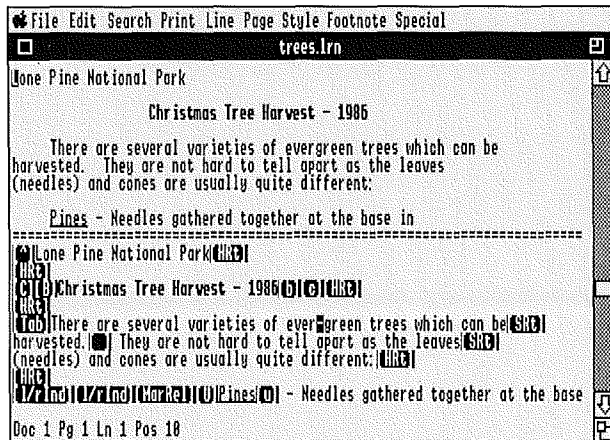 File Edit Search Print Line Page Style Footnote Special
trees.lrn
Lone Pine National Park
Christmas Tree Harvest - 1986
There are several varieties of evergreen trees which can be
harvested. They are not hard to tell apart as the leaves
(needles) and cones are usually quite different:
Pines - Needles gathered together at the base in
==========================================================================
[^]Lone Pine National Park[HRt]
[HRt]
[C][B]Christmas Tree Harvest - 1986[b][c][HRt]
[HRt]
[Tab]There are several varieties of ever-green trees which can be[SRt]
harvested. They are not hard to tell apart as the leaves[SRt]
(needles) and cones are usually quite different:[HRt]
[HRt]
[l/rInd][l/rInd][MarRel][U]Pines[u] - Needles gathered together at the base
Doc 1 Pg 1 Ln 1 Pos 10